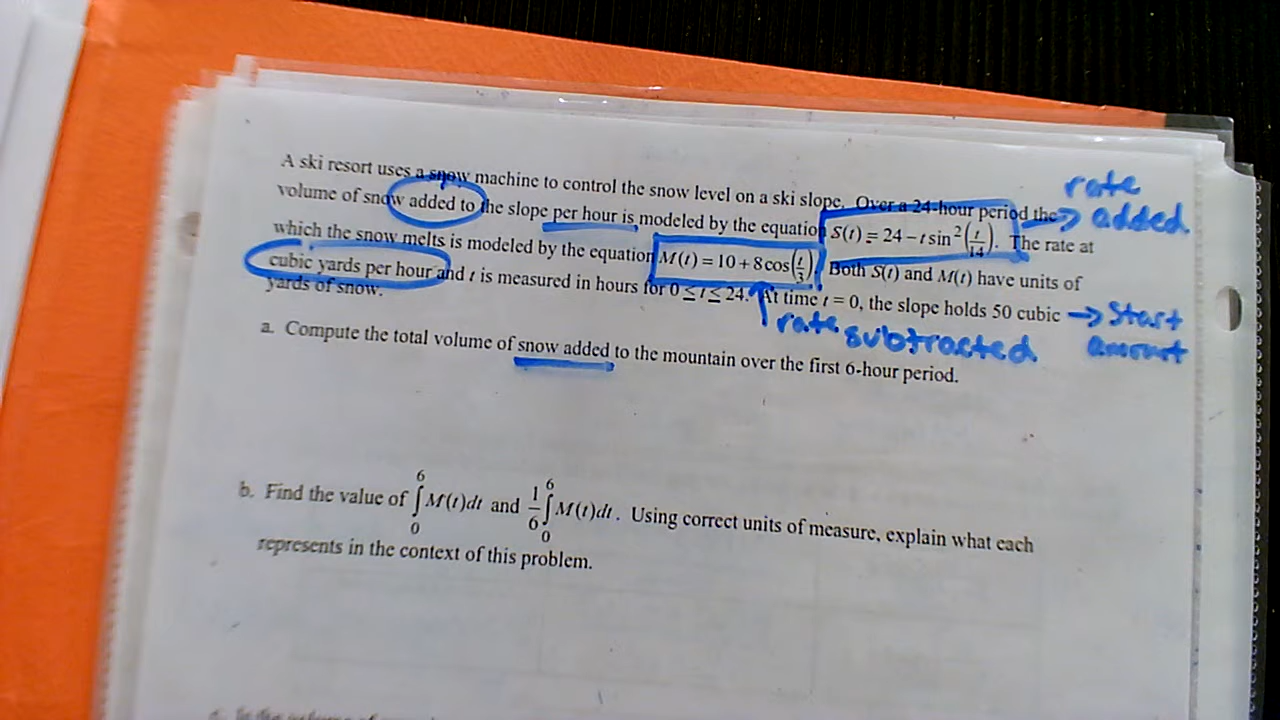 A ski resort uses a snow machine to control the snow level on a ski slope. Over a 24-hour period the
volume of snow added to the slope per hour is modeled by the equation S(t) = 24 − t sin²(t/14). The rate at
which the snow melts is modeled by the equation M(t) = 10 + 8cos(t/3). Both S(t) and M(t) have units of
cubic yards per hour and t is measured in hours for 0 ≤ t ≤ 24. At time t = 0, the slope holds 50 cubic
yards of snow.
→ rate
added
→ Start
amount
↑ rate subtracted
a. Compute the total volume of snow added to the mountain over the first 6-hour period.
b. Find the value of ∫₀⁶ M(t)dt and 1/6 ∫₀⁶ M(t)dt. Using correct units of measure, explain what each
represents in the context of this problem.